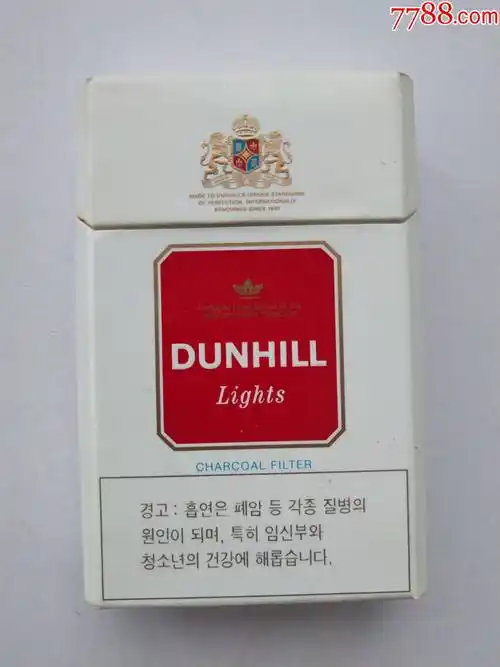 7788.com
MADE TO DUNHILL'S UNIQUE STANDARDS
OF PERFECTION. INTERNATIONALLY
RENOWNED SINCE 1907
DUNHILL
Lights
CHARCOAL FILTER
경고 : 흡연은 폐암 등 각종 질병의
원인이 되며, 특히 임신부와
청소년의 건강에 해롭습니다.